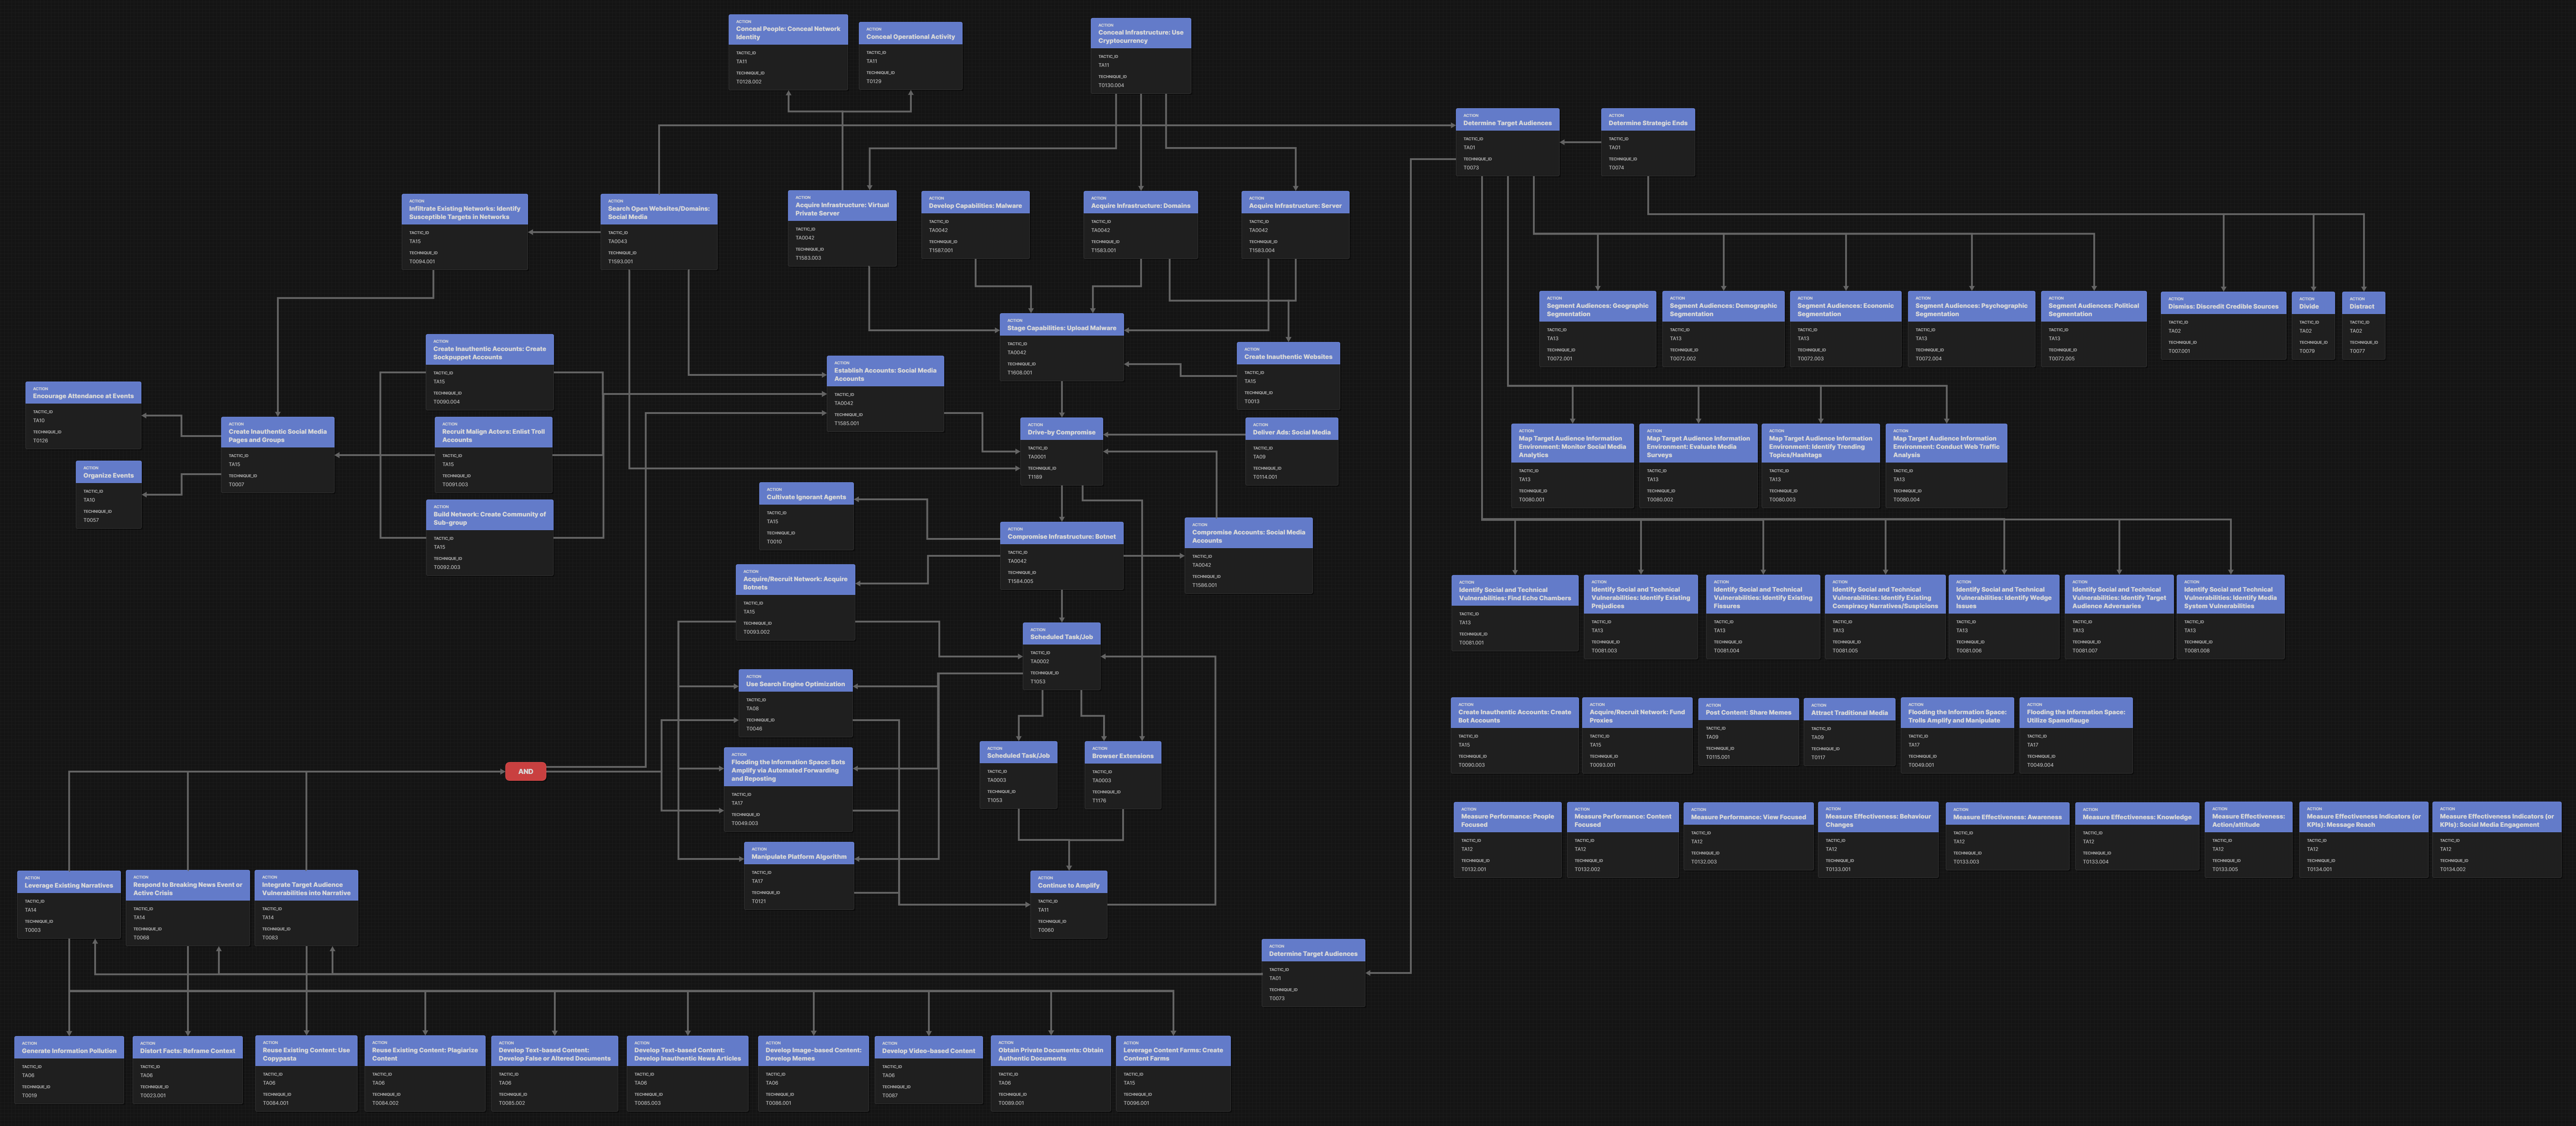 ACTION
Conceal People: Conceal Network
Identity
TACTIC_ID
TA11
TECHNIQUE_ID
T0128.002
ACTION
Conceal Operational Activity
TACTIC_ID
TA11
TECHNIQUE_ID
T0129
ACTION
Conceal Infrastructure: Use
Cryptocurrency
TACTIC_ID
TA11
TECHNIQUE_ID
T0130.004
ACTION
Determine Target Audiences
TACTIC_ID
TA01
TECHNIQUE_ID
T0073
ACTION
Determine Strategic Ends
TACTIC_ID
TA01
TECHNIQUE_ID
T0074
ACTION
Infiltrate Existing Networks: Identify
Susceptible Targets in Networks
TACTIC_ID
TA15
TECHNIQUE_ID
T0094.001
ACTION
Search Open Websites/Domains:
Social Media
TACTIC_ID
TA0043
TECHNIQUE_ID
T1593.001
ACTION
Acquire Infrastructure: Virtual
Private Server
TACTIC_ID
TA0042
TECHNIQUE_ID
T1583.003
ACTION
Develop Capabilities: Malware
TACTIC_ID
TA0042
TECHNIQUE_ID
T1587.001
ACTION
Acquire Infrastructure: Domains
TACTIC_ID
TA0042
TECHNIQUE_ID
T1583.001
ACTION
Acquire Infrastructure: Server
TACTIC_ID
TA0042
TECHNIQUE_ID
T1583.004
ACTION
Segment Audiences: Geographic
Segmentation
TACTIC_ID
TA13
TECHNIQUE_ID
T0072.001
ACTION
Segment Audiences: Demographic
Segmentation
TACTIC_ID
TA13
TECHNIQUE_ID
T0072.002
ACTION
Segment Audiences: Economic
Segmentation
TACTIC_ID
TA13
TECHNIQUE_ID
T0072.003
ACTION
Segment Audiences: Psychographic
Segmentation
TACTIC_ID
TA13
TECHNIQUE_ID
T0072.004
ACTION
Segment Audiences: Political
Segmentation
TACTIC_ID
TA13
TECHNIQUE_ID
T0072.005
ACTION
Dismiss: Discredit Credible Sources
TACTIC_ID
TA02
TECHNIQUE_ID
T007.001
ACTION
Divide
TACTIC_ID
TA02
TECHNIQUE_ID
T0079
ACTION
Distract
TACTIC_ID
TA02
TECHNIQUE_ID
T0077
ACTION
Stage Capabilities: Upload Malware
TACTIC_ID
TA0042
TECHNIQUE_ID
T1608.001
ACTION
Create Inauthentic Websites
TACTIC_ID
TA15
TECHNIQUE_ID
T0013
ACTION
Create Inauthentic Accounts: Create
Sockpuppet Accounts
TACTIC_ID
TA15
TECHNIQUE_ID
T0090.004
ACTION
Establish Accounts: Social Media
Accounts
TACTIC_ID
TA0042
TECHNIQUE_ID
T1585.001
ACTION
Encourage Attendance at Events
TACTIC_ID
TA10
TECHNIQUE_ID
T0126
ACTION
Create Inauthentic Social Media
Pages and Groups
TACTIC_ID
TA15
TECHNIQUE_ID
T0007
ACTION
Recruit Malign Actors: Enlist Troll
Accounts
TACTIC_ID
TA15
TECHNIQUE_ID
T0091.003
ACTION
Drive-by Compromise
TACTIC_ID
TA0001
TECHNIQUE_ID
T1189
ACTION
Deliver Ads: Social Media
TACTIC_ID
TA09
TECHNIQUE_ID
T0114.001
ACTION
Map Target Audience Information
Environment: Monitor Social Media
Analytics
TACTIC_ID
TA13
TECHNIQUE_ID
T0080.001
ACTION
Map Target Audience Information
Environment: Evaluate Media
Surveys
TACTIC_ID
TA13
TECHNIQUE_ID
T0080.002
ACTION
Map Target Audience Information
Environment: Identify Trending
Topics/Hashtags
TACTIC_ID
TA13
TECHNIQUE_ID
T0080.003
ACTION
Map Target Audience Information
Environment: Conduct Web Traffic
Analysis
TACTIC_ID
TA13
TECHNIQUE_ID
T0080.004
ACTION
Organize Events
TACTIC_ID
TA10
TECHNIQUE_ID
T0057
ACTION
Build Network: Create Community of
Sub-group
TACTIC_ID
TA15
TECHNIQUE_ID
T0092.003
ACTION
Cultivate Ignorant Agents
TACTIC_ID
TA15
TECHNIQUE_ID
T0010
ACTION
Compromise Infrastructure: Botnet
TACTIC_ID
TA0042
TECHNIQUE_ID
T1584.005
ACTION
Compromise Accounts: Social Media
Accounts
TACTIC_ID
TA0042
TECHNIQUE_ID
T1586.001
ACTION
Acquire/Recruit Network: Acquire
Botnets
TACTIC_ID
TA15
TECHNIQUE_ID
T0093.002
ACTION
Identify Social and Technical
Vulnerabilities: Find Echo Chambers
TACTIC_ID
TA13
TECHNIQUE_ID
T0081.001
ACTION
Identify Social and Technical
Vulnerabilities: Identify Existing
Prejudices
TACTIC_ID
TA13
TECHNIQUE_ID
T0081.003
ACTION
Identify Social and Technical
Vulnerabilities: Identify Existing
Fissures
TACTIC_ID
TA13
TECHNIQUE_ID
T0081.004
ACTION
Identify Social and Technical
Vulnerabilities: Identify Existing
Conspiracy Narratives/Suspicions
TACTIC_ID
TA13
TECHNIQUE_ID
T0081.005
ACTION
Identify Social and Technical
Vulnerabilities: Identify Wedge
Issues
TACTIC_ID
TA13
TECHNIQUE_ID
T0081.006
ACTION
Identify Social and Technical
Vulnerabilities: Identify Target
Audience Adversaries
TACTIC_ID
TA13
TECHNIQUE_ID
T0081.007
ACTION
Identify Social and Technical
Vulnerabilities: Identify Media
System Vulnerabilities
TACTIC_ID
TA13
TECHNIQUE_ID
T0081.008
ACTION
Scheduled Task/Job
TACTIC_ID
TA0002
TECHNIQUE_ID
T1053
ACTION
Use Search Engine Optimization
TACTIC_ID
TA08
TECHNIQUE_ID
T0046
ACTION
Create Inauthentic Accounts: Create
Bot Accounts
TACTIC_ID
TA15
TECHNIQUE_ID
T0090.003
ACTION
Acquire/Recruit Network: Fund
Proxies
TACTIC_ID
TA15
TECHNIQUE_ID
T0093.001
ACTION
Post Content: Share Memes
TACTIC_ID
TA09
TECHNIQUE_ID
T0115.001
ACTION
Attract Traditional Media
TACTIC_ID
TA09
TECHNIQUE_ID
T0117
ACTION
Flooding the Information Space:
Trolls Amplify and Manipulate
TACTIC_ID
TA17
TECHNIQUE_ID
T0049.001
ACTION
Flooding the Information Space:
Utilize Spamoflauge
TACTIC_ID
TA17
TECHNIQUE_ID
T0049.004
AND
ACTION
Flooding the Information Space: Bots
Amplify via Automated Forwarding
and Reposting
TACTIC_ID
TA17
TECHNIQUE_ID
T0049.003
ACTION
Scheduled Task/Job
TACTIC_ID
TA0003
TECHNIQUE_ID
T1053
ACTION
Browser Extensions
TACTIC_ID
TA0003
TECHNIQUE_ID
T1176
ACTION
Measure Performance: People
Focused
TACTIC_ID
TA12
TECHNIQUE_ID
T0132.001
ACTION
Measure Performance: Content
Focused
TACTIC_ID
TA12
TECHNIQUE_ID
T0132.002
ACTION
Measure Performance: View Focused
TACTIC_ID
TA12
TECHNIQUE_ID
T0132.003
ACTION
Measure Effectiveness: Behaviour
Changes
TACTIC_ID
TA12
TECHNIQUE_ID
T0133.001
ACTION
Measure Effectiveness: Awareness
TACTIC_ID
TA12
TECHNIQUE_ID
T0133.003
ACTION
Measure Effectiveness: Knowledge
TACTIC_ID
TA12
TECHNIQUE_ID
T0133.004
ACTION
Measure Effectiveness:
Action/attitude
TACTIC_ID
TA12
TECHNIQUE_ID
T0133.005
ACTION
Measure Effectiveness Indicators (or
KPIs): Message Reach
TACTIC_ID
TA12
TECHNIQUE_ID
T0134.001
ACTION
Measure Effectiveness Indicators (or
KPIs): Social Media Engagement
TACTIC_ID
TA12
TECHNIQUE_ID
T0134.002
ACTION
Manipulate Platform Algorithm
TACTIC_ID
TA17
TECHNIQUE_ID
T0121
ACTION
Continue to Amplify
TACTIC_ID
TA11
TECHNIQUE_ID
T0060
ACTION
Leverage Existing Narratives
TACTIC_ID
TA14
TECHNIQUE_ID
T0003
ACTION
Respond to Breaking News Event or
Active Crisis
TACTIC_ID
TA14
TECHNIQUE_ID
T0068
ACTION
Integrate Target Audience
Vulnerabilities into Narrative
TACTIC_ID
TA14
TECHNIQUE_ID
T0083
ACTION
Determine Target Audiences
TACTIC_ID
TA01
TECHNIQUE_ID
T0073
ACTION
Generate Information Pollution
TACTIC_ID
TA06
TECHNIQUE_ID
T0019
ACTION
Distort Facts: Reframe Context
TACTIC_ID
TA06
TECHNIQUE_ID
T0023.001
ACTION
Reuse Existing Content: Use
Copypasta
TACTIC_ID
TA06
TECHNIQUE_ID
T0084.001
ACTION
Reuse Existing Content: Plagiarize
Content
TACTIC_ID
TA06
TECHNIQUE_ID
T0084.002
ACTION
Develop Text-based Content:
Develop False or Altered Documents
TACTIC_ID
TA06
TECHNIQUE_ID
T0085.002
ACTION
Develop Text-based Content:
Develop Inauthentic News Articles
TACTIC_ID
TA06
TECHNIQUE_ID
T0085.003
ACTION
Develop Image-based Content:
Develop Memes
TACTIC_ID
TA06
TECHNIQUE_ID
T0086.001
ACTION
Develop Video-based Content
TACTIC_ID
TA06
TECHNIQUE_ID
T0087
ACTION
Obtain Private Documents: Obtain
Authentic Documents
TACTIC_ID
TA06
TECHNIQUE_ID
T0089.001
ACTION
Leverage Content Farms: Create
Content Farms
TACTIC_ID
TA15
TECHNIQUE_ID
T0096.001